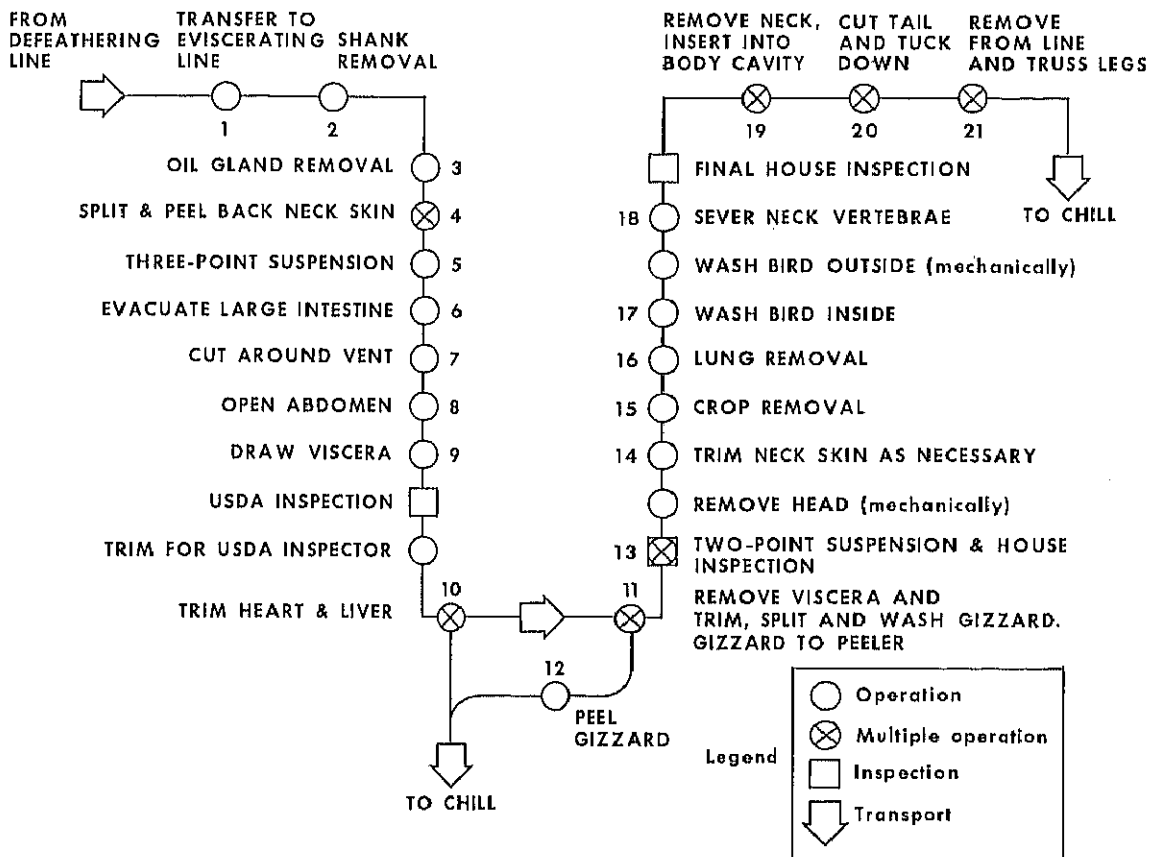 FROM
DEFEATHERING
LINE
TRANSFER TO
EVISCERATING
LINE
SHANK
REMOVAL
1
2
OIL GLAND REMOVAL 3
SPLIT & PEEL BACK NECK SKIN 4
THREE-POINT SUSPENSION 5
EVACUATE LARGE INTESTINE 6
CUT AROUND VENT 7
OPEN ABDOMEN 8
DRAW VISCERA 9
USDA INSPECTION
TRIM FOR USDA INSPECTOR
10
TRIM HEART & LIVER
11
REMOVE VISCERA AND
TRIM, SPLIT AND WASH GIZZARD.
GIZZARD TO PEELER
12
PEEL
GIZZARD
TO CHILL
13 TWO-POINT SUSPENSION & HOUSE
INSPECTION
REMOVE HEAD (mechanically)
14 TRIM NECK SKIN AS NECESSARY
15 CROP REMOVAL
16 LUNG REMOVAL
17 WASH BIRD INSIDE
WASH BIRD OUTSIDE (mechanically)
18 SEVER NECK VERTEBRAE
FINAL HOUSE INSPECTION
REMOVE NECK,
INSERT INTO
BODY CAVITY
19
CUT TAIL
AND TUCK
DOWN
20
REMOVE
FROM LINE
AND TRUSS LEGS
21
TO CHILL
Legend
Operation
Multiple operation
Inspection
Transport